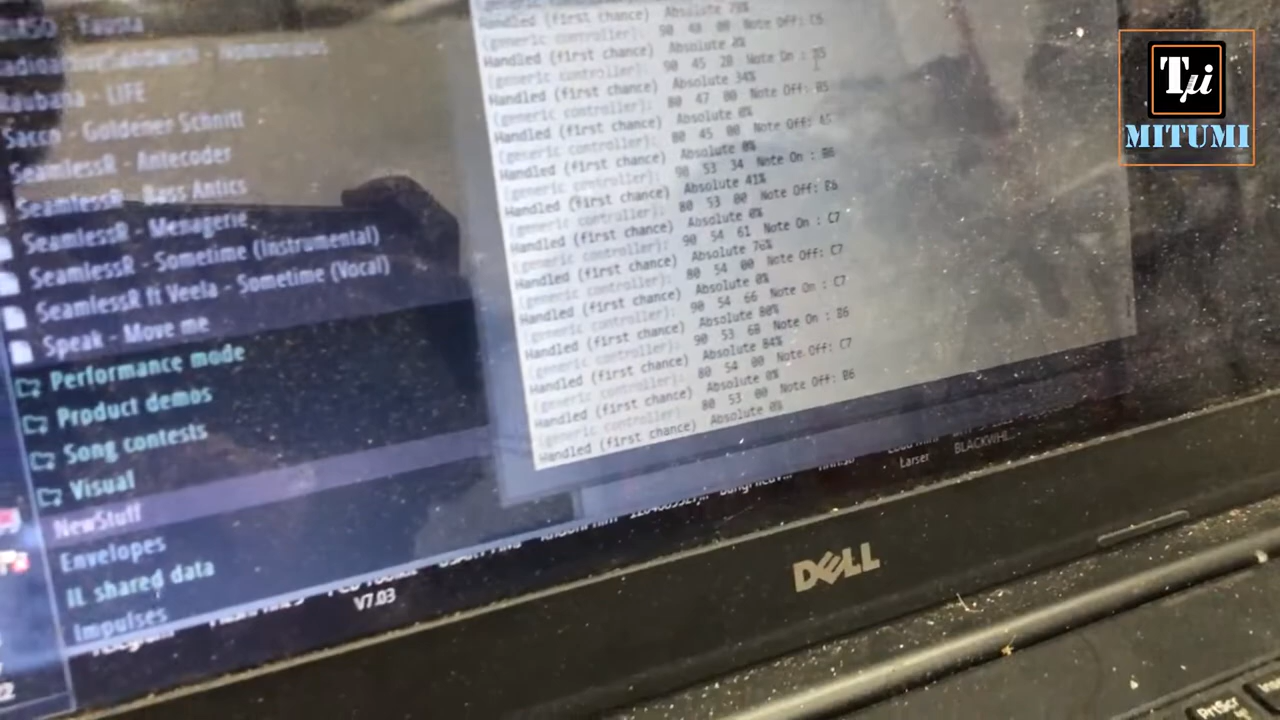 Fausta
- LIFE
Sacco - Goldener Schnitt
SeamlessR - Antecoder
SeamlessR - Bass Antics
SeamlessR - Menagerie
SeamlessR - Sometime (Instrumental)
SeamlessR ft Veela - Sometime (Vocal)
Speak - Move me
Performance mode
Product demos
Song contests
Visual
NewStuff
Envelopes
IL shared data
Impulses
Handled (first chance) Absolute
(generic controller): Note Off: C6
Handled (first chance) Absolute 0%
(generic controller): 90 45 2B Note On :
Handled (first chance) Absolute 34%
(generic controller): 80 47 00 Note Off: B5
Handled (first chance) Absolute 0%
(generic controller): 80 45 00 Note Off: A5
Handled (first chance) Absolute 0%
(generic controller): 90 53 34 Note On : B6
Handled (first chance) Absolute 41%
(generic controller): 80 53 00 Note Off: B6
Handled (first chance) Absolute 0%
(generic controller): 90 54 61 Note On : C7
Handled (first chance) Absolute 76%
(generic controller): 80 54 00 Note Off: C7
Handled (first chance) Absolute 0%
(generic controller): 90 54 66 Note On : C7
Handled (first chance) Absolute 80%
(generic controller): 90 53 6B Note On : B6
Handled (first chance) Absolute 84%
(generic controller): 80 54 00 Note Off: C7
Handled (first chance) Absolute 0%
(generic controller): 80 53 00 Note Off: B6
Handled (first chance) Absolute 0%
Larser
BLACKWHI...
V7.03
DELL
PrtScr
Tμi
MITUMI